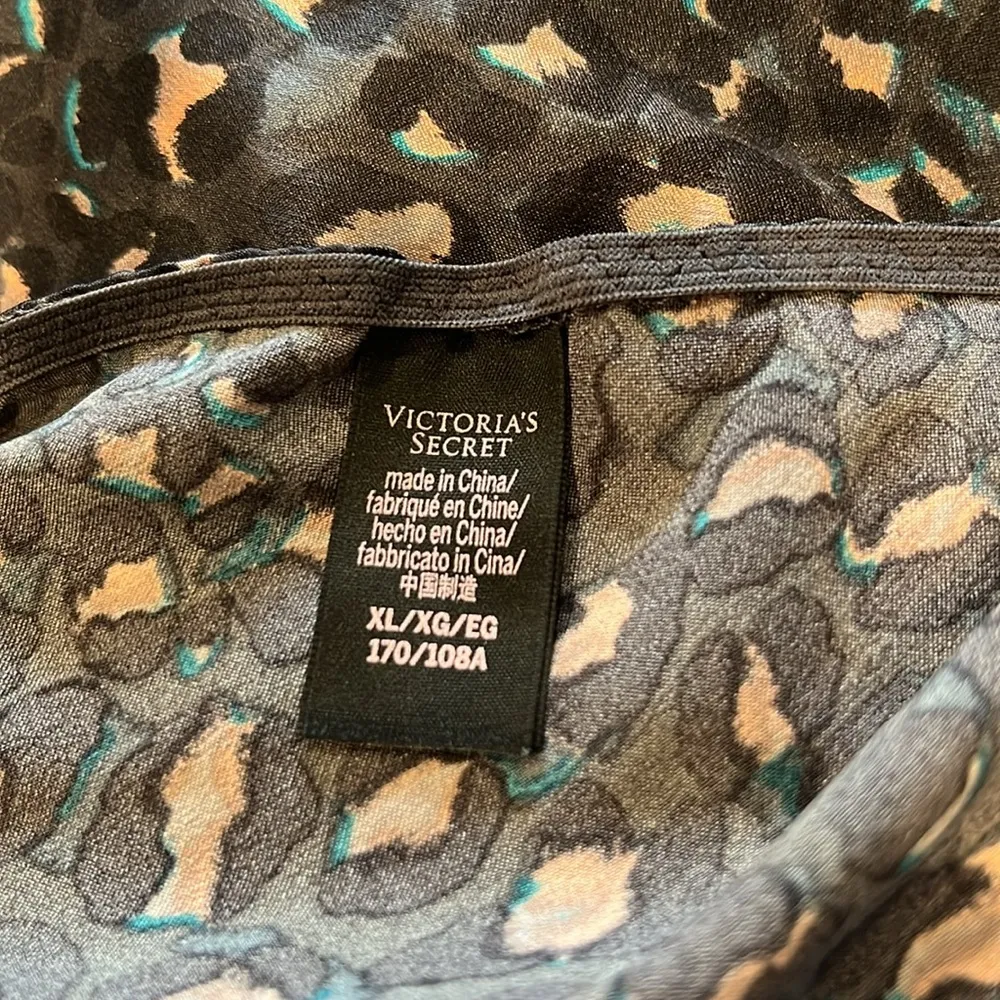 VICTORIA'S
SECRET
made in China/
fabriqué en Chine/
hecho en China/
fabbricato in Cina/
中国制造
XL/XG/EG
170/108A